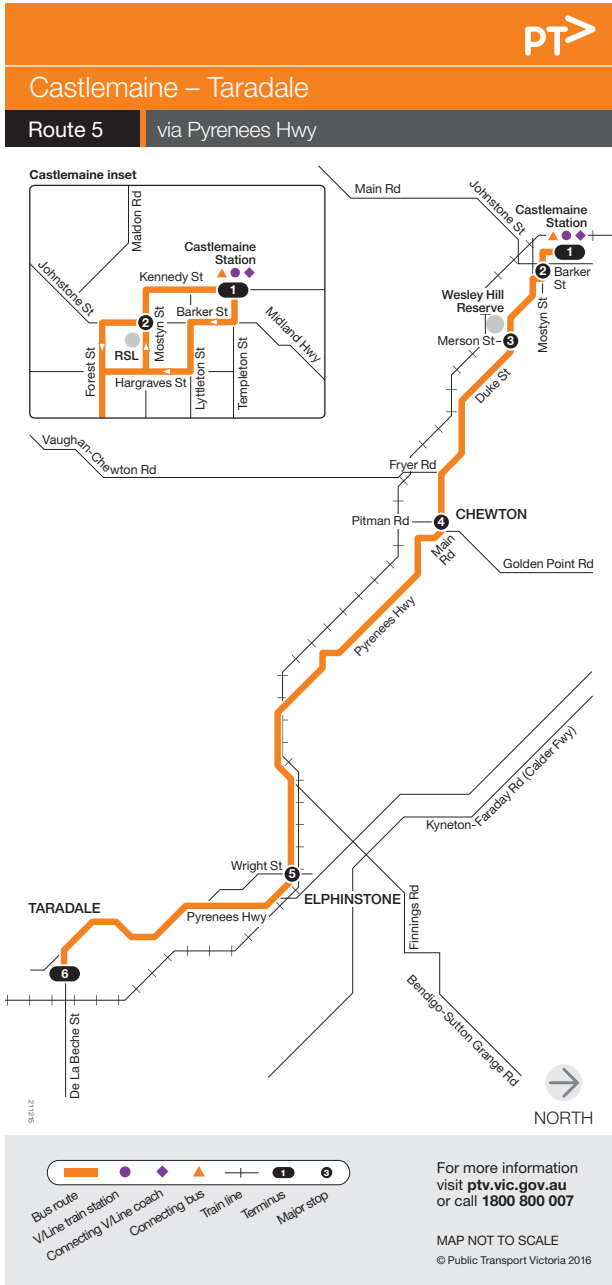 PT>
Castlemaine – Taradale
Route 5
via Pyrenees Hwy
Castlemaine inset
Maldon Rd
Johnstone St
Castlemaine
Station
Kennedy St
1
2
Barker St
Mostyn St
RSL
Midland Hwy
Forest St
Hargraves St
Lyttleton St
Templeton St
Main Rd
Johnstone St
Castlemaine
Station
1
2
Barker
St
Mostyn St
Wesley Hill
Reserve
Merson St
3
Duke St
Vaughan-Chewton Rd
Fryer Rd
Pitman Rd
4
CHEWTON
Main
Rd
Golden Point Rd
Pyrenees Hwy
Kyneton-Faraday Rd (Calder Fwy)
Wright St
5
ELPHINSTONE
TARADALE
Pyrenees Hwy
Finnings Rd
6
De La Beche St
Bendigo-Sutton Grange Rd
NORTH
211215
Bus route
V/Line train station
Connecting V/Line coach
Connecting bus
Train line
1
Terminus
3
Major stop
For more information
visit ptv.vic.gov.au
or call 1800 800 007
MAP NOT TO SCALE
© Public Transport Victoria 2016